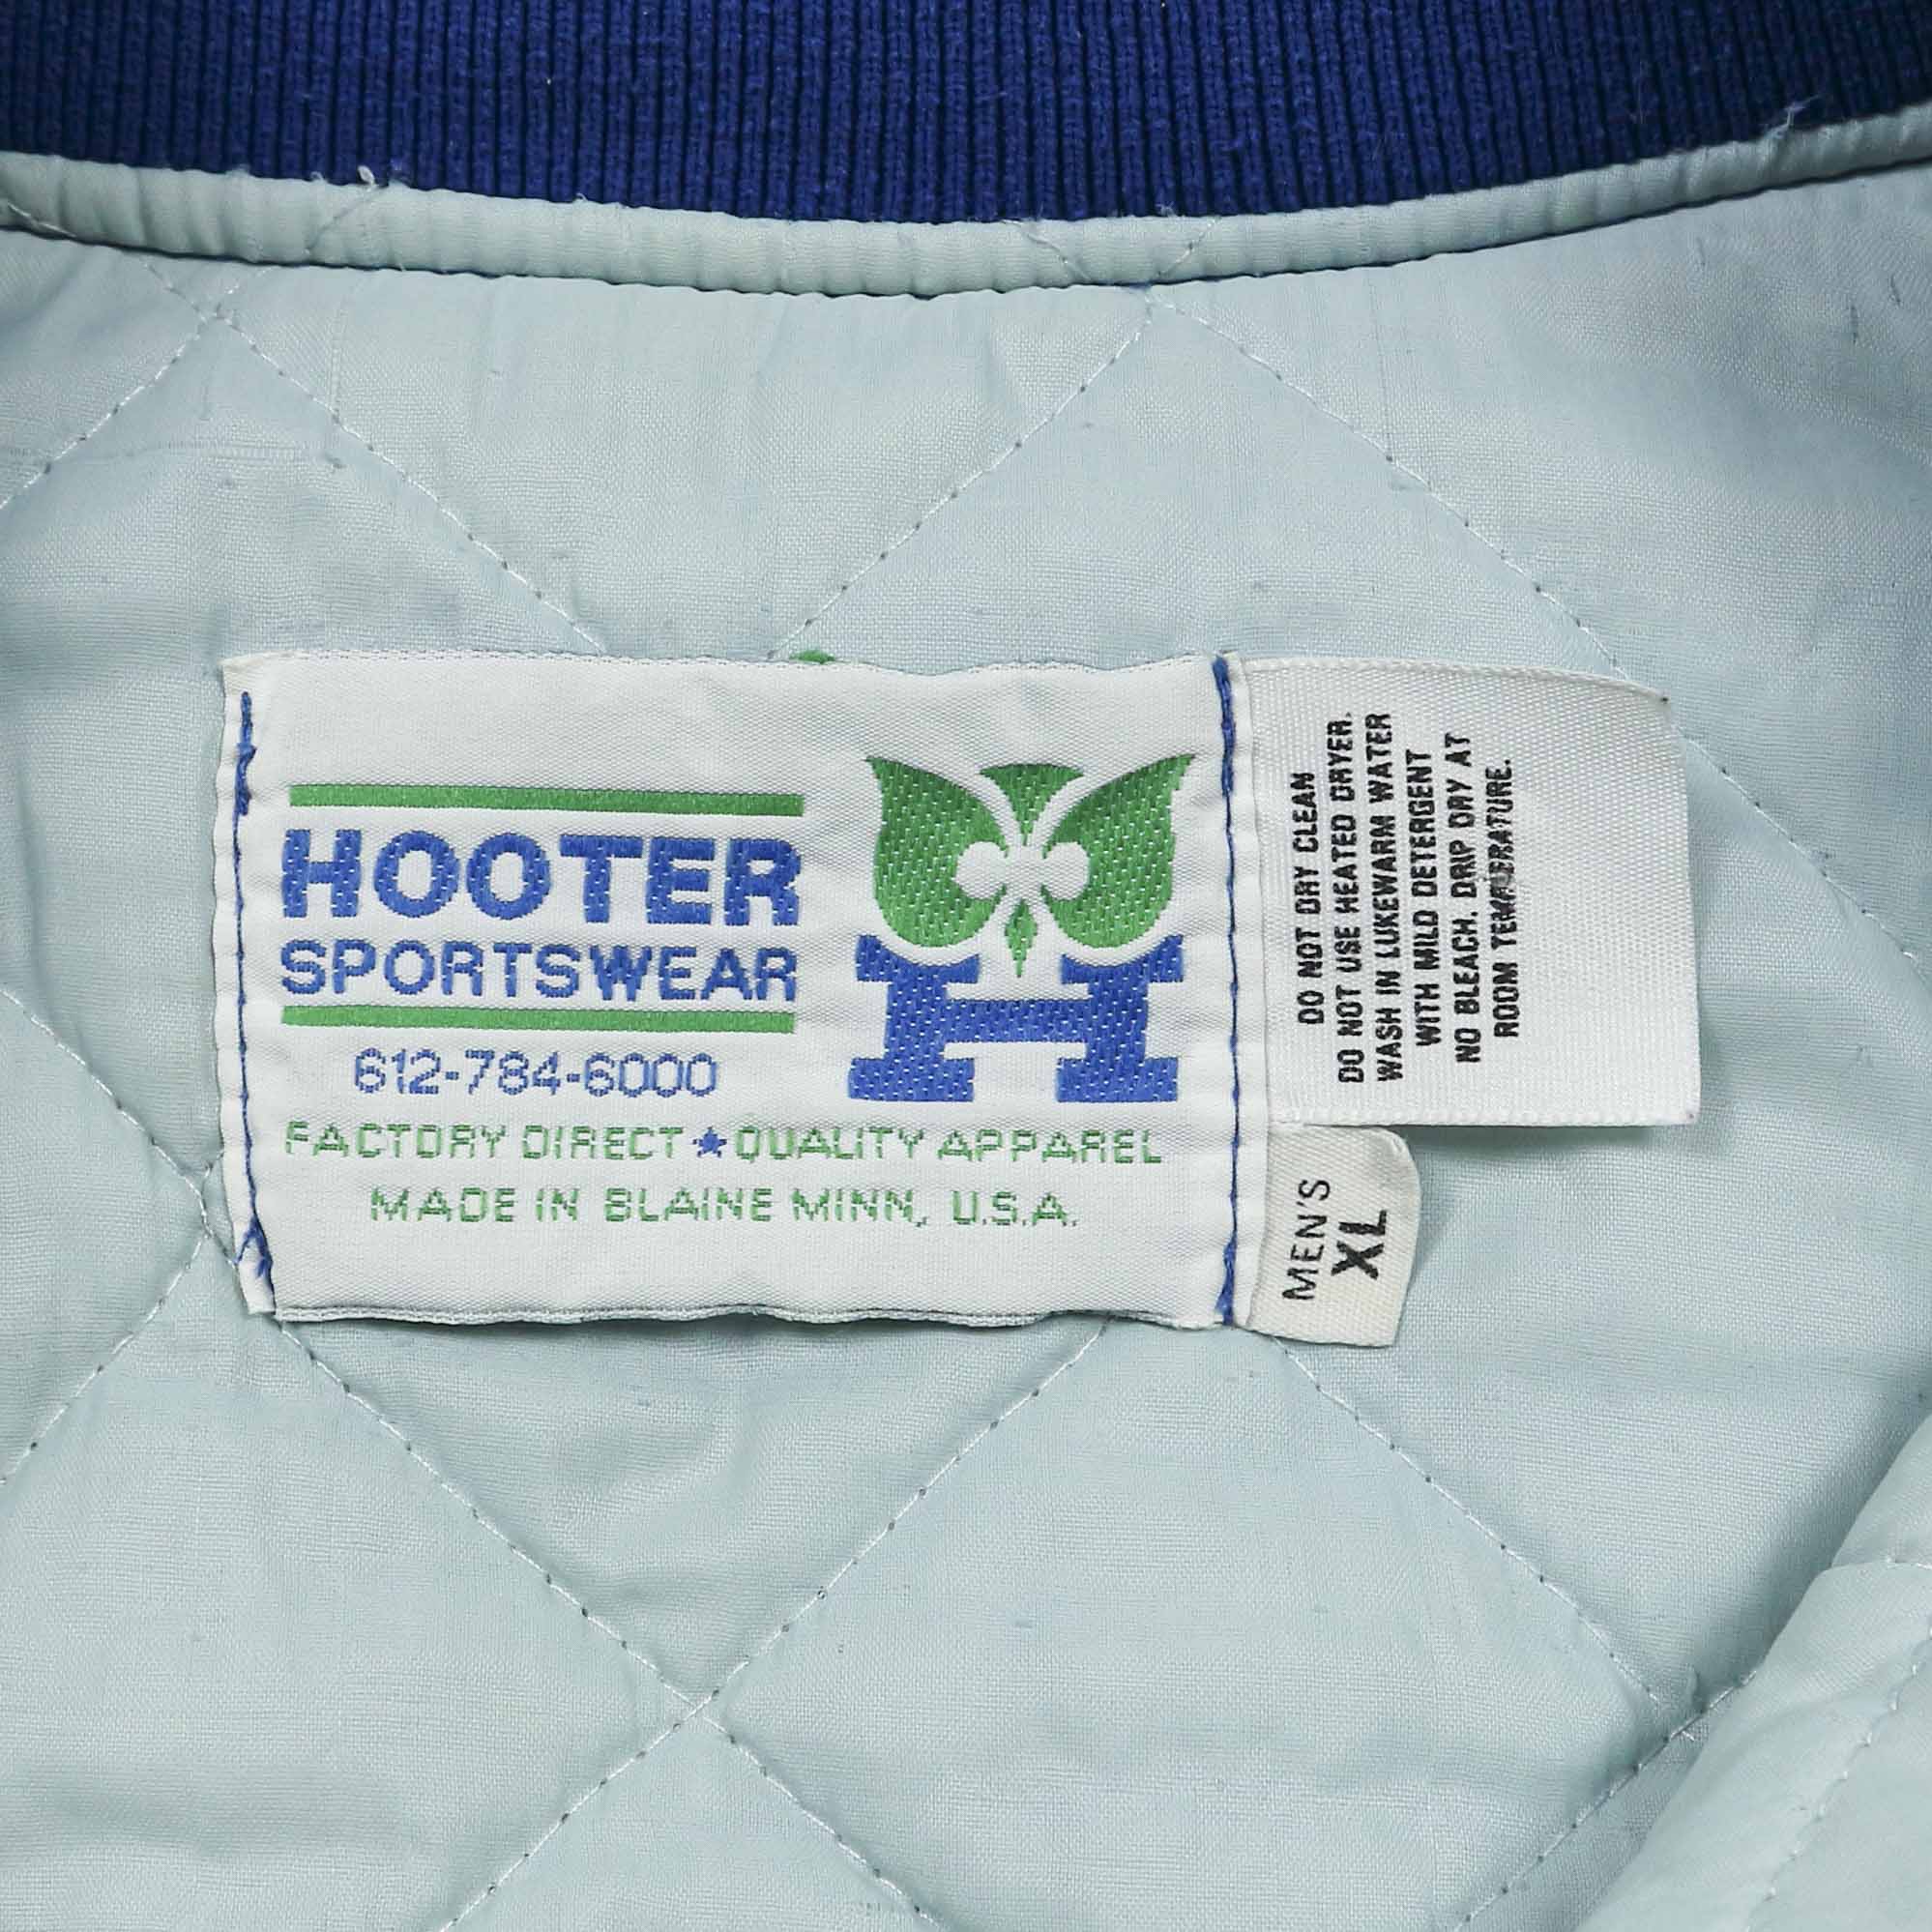 HOOTER
SPORTSWEAR
612-784-6000
FACTORY DIRECT★QUALITY APPAREL
MADE IN BLAINE MINN, U.S.A.
H
DO NOT DRY CLEAN
DO NOT USE HEATED DRYER.
WASH IN LUKEWARM WATER
WITH MILD DETERGENT
NO BLEACH. DRIP DRY AT
ROOM TEMPERATURE.
MEN'S
XL